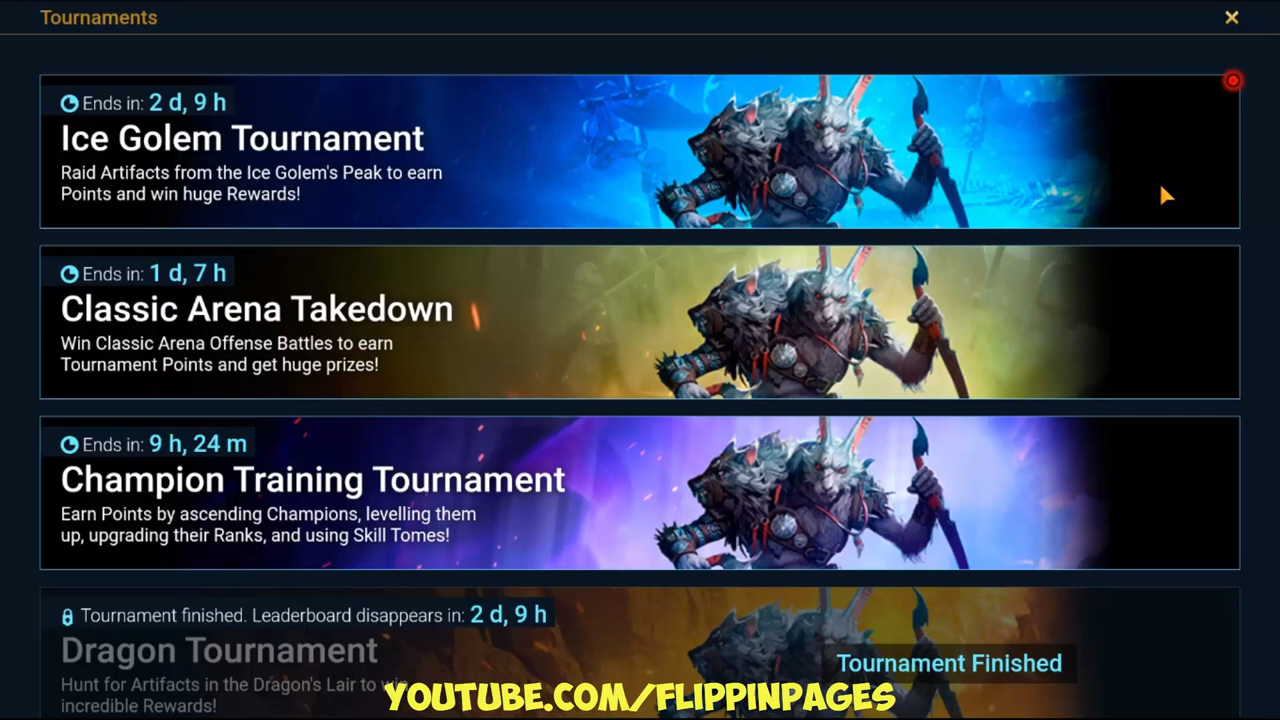 Tournaments
Ends in: 2 d, 9 h
Ice Golem Tournament
Raid Artifacts from the Ice Golem's Peak to earn
Points and win huge Rewards!
Ends in: 1 d, 7 h
Classic Arena Takedown
Win Classic Arena Offense Battles to earn
Tournament Points and get huge prizes!
Ends in: 9 h, 24 m
Champion Training Tournament
Earn Points by ascending Champions, levelling them
up, upgrading their Ranks, and using Skill Tomes!
Tournament finished. Leaderboard disappears in: 2 d, 9 h
Dragon Tournament
Tournament Finished
Hunt for Artifacts in the Dragon's Lair to win
incredible Rewards!
YOUTUBE.COM/FLIPPINPAGES